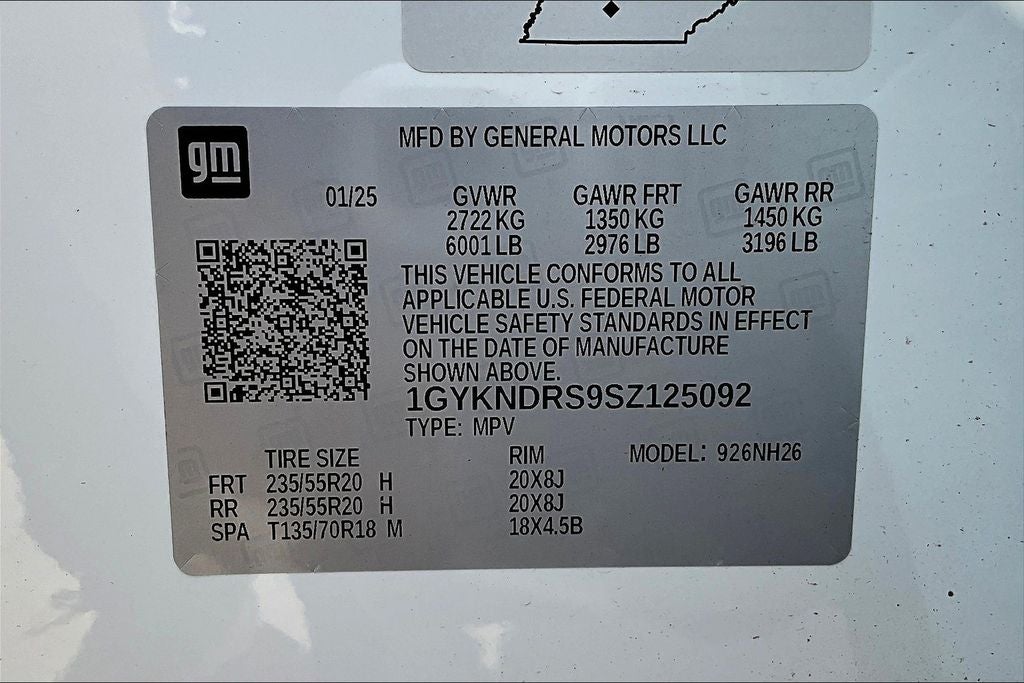 gm
MFD BY GENERAL MOTORS LLC
01/25 GVWR GAWR FRT GAWR RR
2722 KG 1350 KG 1450 KG
6001 LB 2976 LB 3196 LB
THIS VEHICLE CONFORMS TO ALL
APPLICABLE U.S. FEDERAL MOTOR
VEHICLE SAFETY STANDARDS IN EFFECT
ON THE DATE OF MANUFACTURE
SHOWN ABOVE.
1GYKNDRS9SZ125092
TYPE: MPV
TIRE SIZE RIM MODEL: 926NH26
FRT 235/55R20 H 20X8J
RR 235/55R20 H 20X8J
SPA T135/70R18 M 18X4.5B